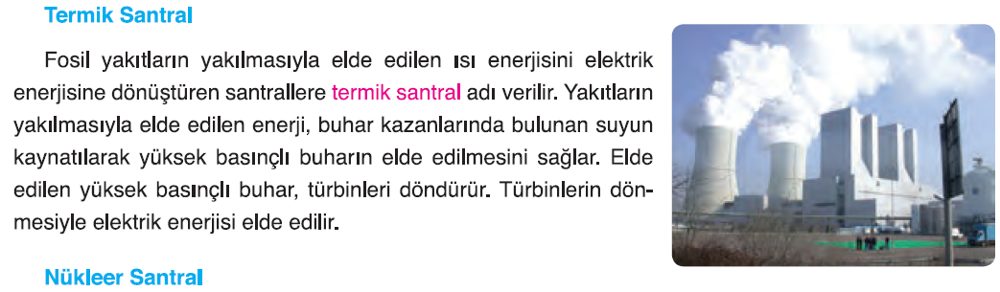 Termik Santral
Fosil yakıtların yakılmasıyla elde edilen ısı enerjisini elektrik
enerjisine dönüştüren santrallere termik santral adı verilir. Yakıtların
yakılmasıyla elde edilen enerji, buhar kazanlarında bulunan suyun
kaynatılarak yüksek basınçlı buharın elde edilmesini sağlar. Elde
edilen yüksek basınçlı buhar, türbinleri döndürür. Türbinlerin dön-
mesiyle elektrik enerjisi elde edilir.
Nükleer Santral